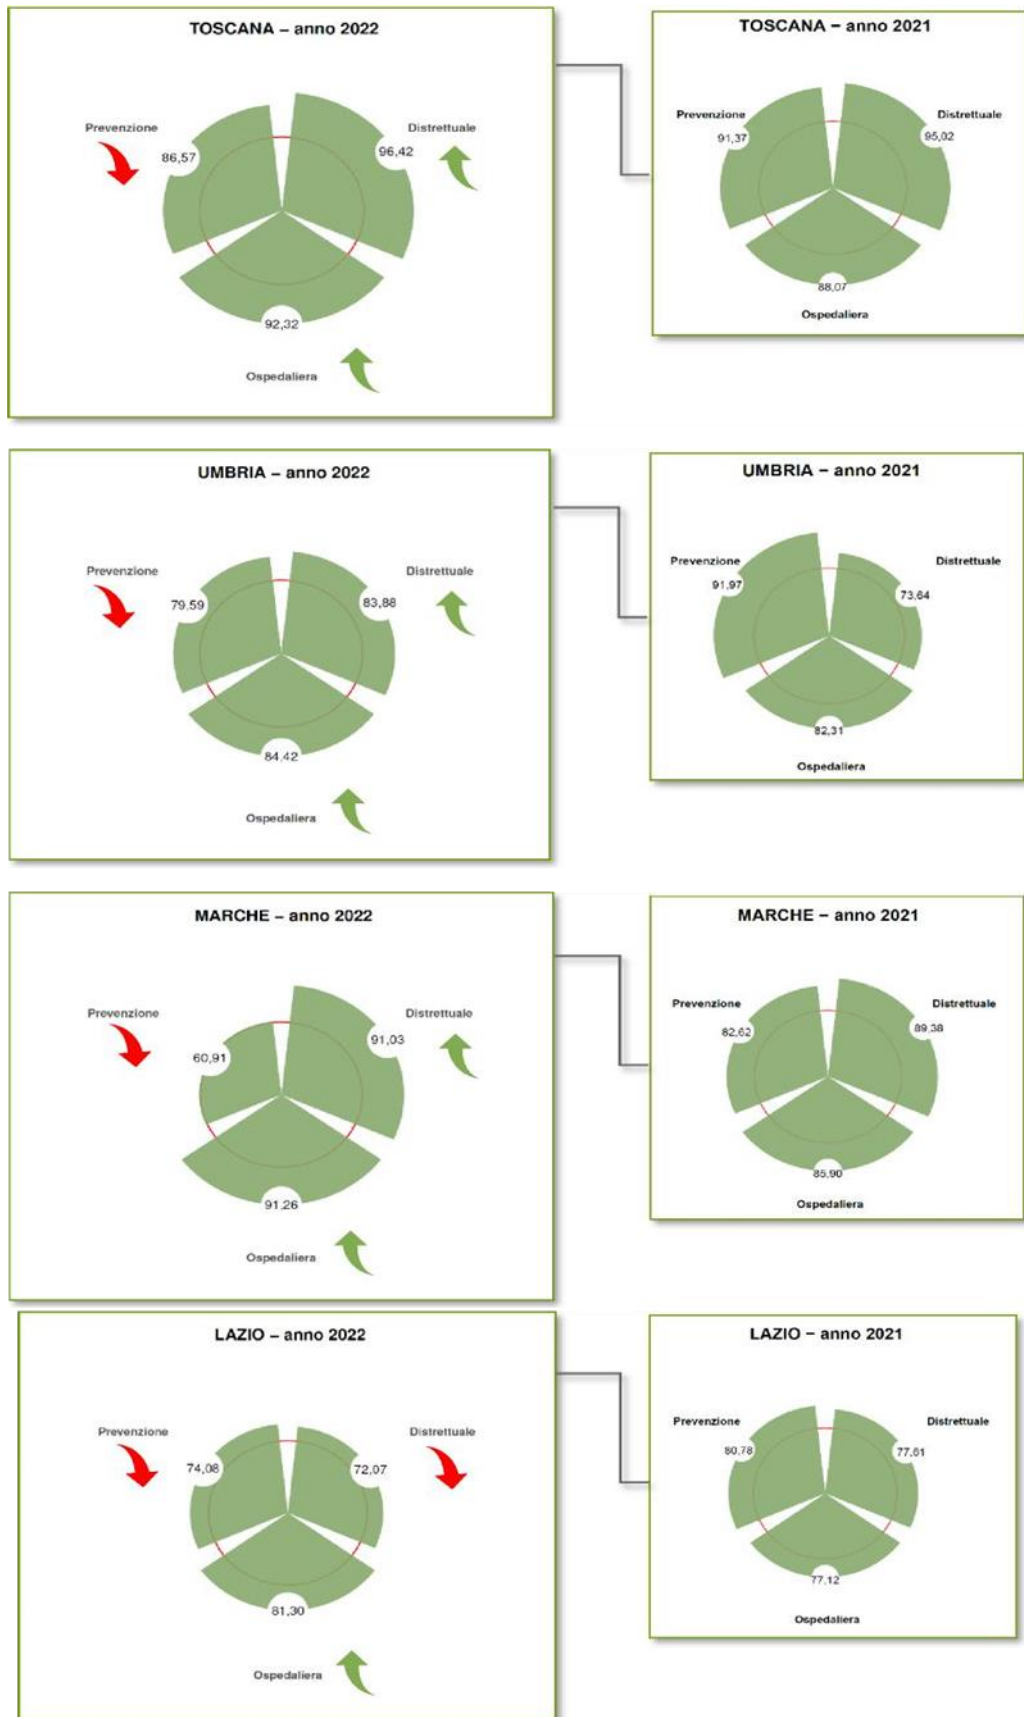 TOSCANA – anno 2022
Prevenzione
Distrettuale
86,57
96,42
92,32
Ospedaliera
TOSCANA – anno 2021
Prevenzione
Distrettuale
91,37
95,02
88,07
Ospedaliera
UMBRIA – anno 2022
Prevenzione
Distrettuale
79,59
83,88
84,42
Ospedaliera
UMBRIA – anno 2021
Prevenzione
Distrettuale
91,97
73,64
82,31
Ospedaliera
MARCHE – anno 2022
Prevenzione
Distrettuale
60,91
91,03
91,26
Ospedaliera
MARCHE – anno 2021
Prevenzione
Distrettuale
82,62
89,38
85,90
Ospedaliera
LAZIO – anno 2022
Prevenzione
Distrettuale
74,08
72,07
81,30
Ospedaliera
LAZIO – anno 2021
Prevenzione
Distrettuale
80,78
77,61
77,12
Ospedaliera